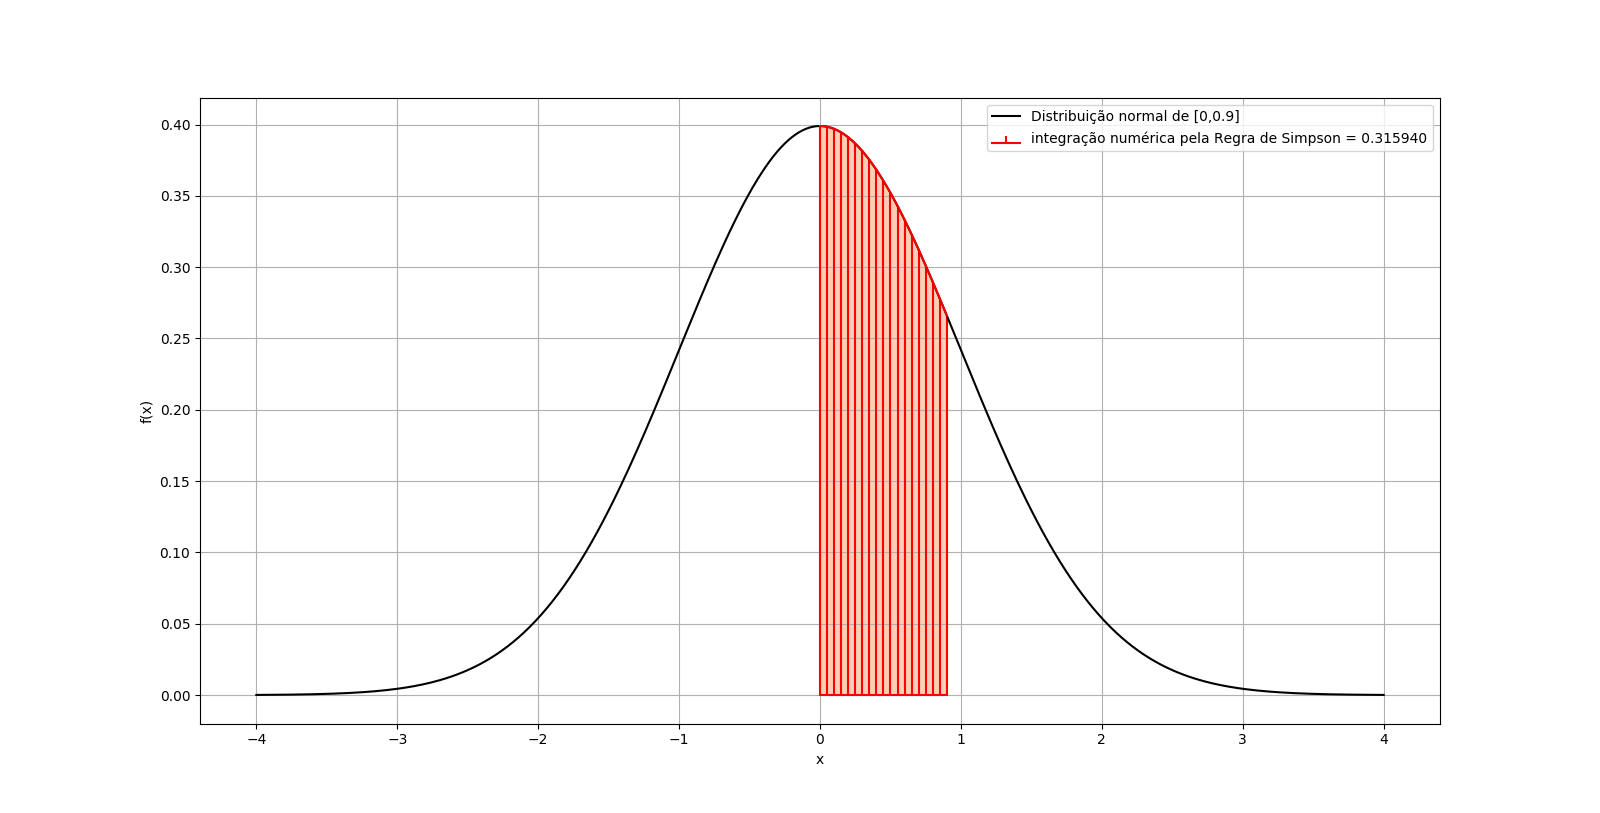 Distribuição normal de [0,0.9]
integração numérica pela Regra de Simpson = 0.315940
0.40
0.35
0.30
0.25
0.20
0.15
0.10
0.05
0.00
f(x)
−4 −3 −2 −1 0 1 2 3 4
x